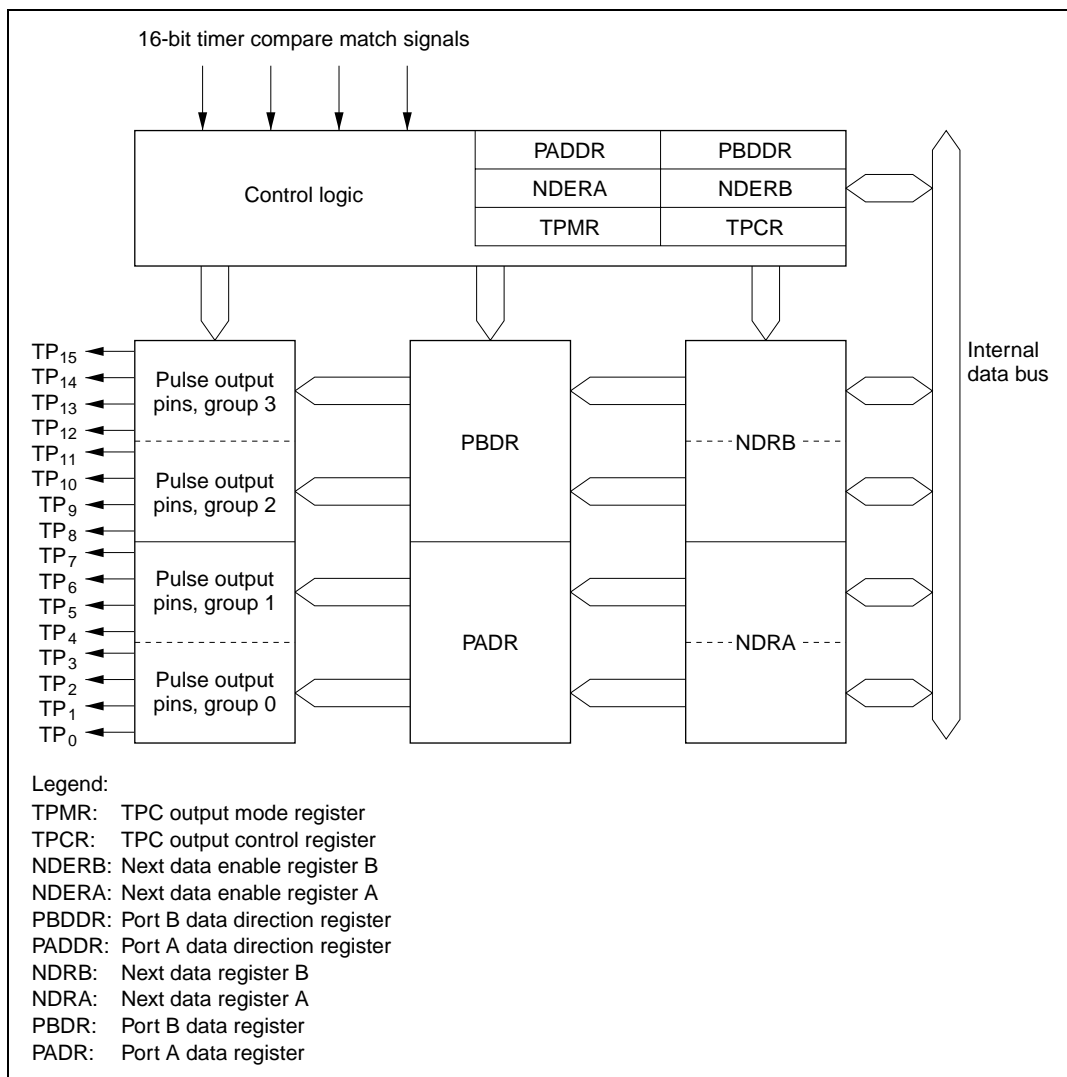 16-bit timer compare match signals
Control logic
PADDR PBDDR
NDERA NDERB
TPMR TPCR
Internal
data bus
TP15
TP14
TP13
TP12
TP11
TP10
TP9
TP8
TP7
TP6
TP5
TP4
TP3
TP2
TP1
TP0
Pulse output
pins, group 3
Pulse output
pins, group 2
Pulse output
pins, group 1
Pulse output
pins, group 0
PBDR
PADR
NDRB
NDRA
Legend:
TPMR: TPC output mode register
TPCR: TPC output control register
NDERB: Next data enable register B
NDERA: Next data enable register A
PBDDR: Port B data direction register
PADDR: Port A data direction register
NDRB: Next data register B
NDRA: Next data register A
PBDR: Port B data register
PADR: Port A data register